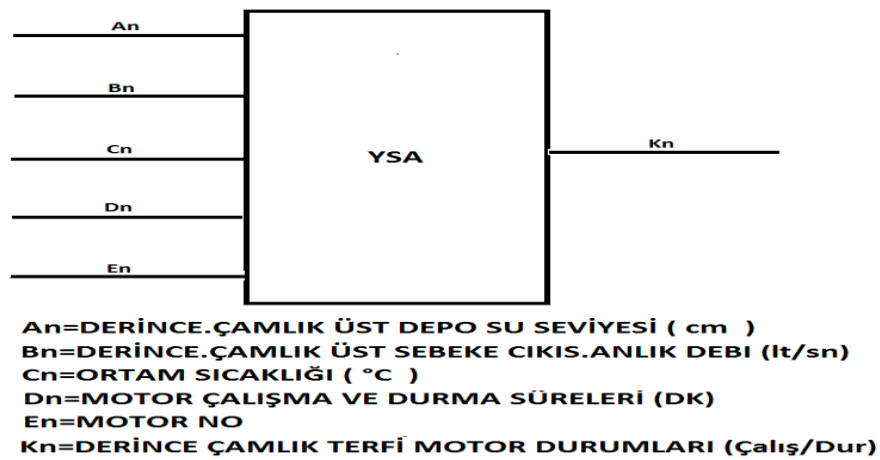 An
Bn
Cn
Dn
En
YSA
Kn
An=DERİNCE.ÇAMLIK ÜST DEPO SU SEVİYESİ ( cm )
Bn=DERİNCE.ÇAMLIK ÜST SEBEKE CIKIS.ANLIK DEBI (lt/sn)
Cn=ORTAM SICAKLIĞI ( °C )
Dn=MOTOR ÇALIŞMA VE DURMA SÜRELERİ (DK)
En=MOTOR NO
Kn=DERİNCE ÇAMLIK TERFİ MOTOR DURUMLARI (Çalış/Dur)